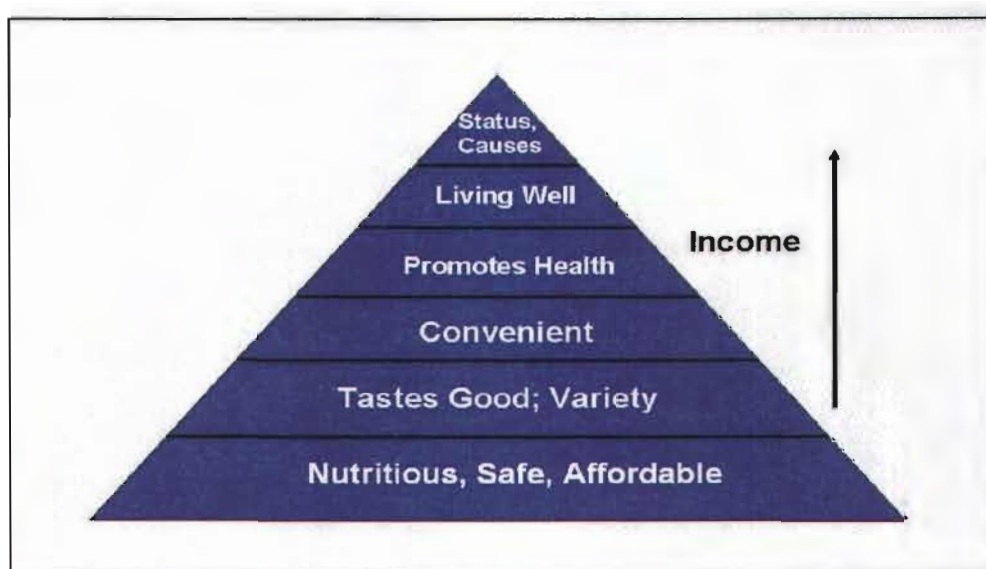 Status,
Causes
Living Well
Income
Promotes Health
Convenient
Tastes Good; Variety
Nutritious, Safe, Affordable